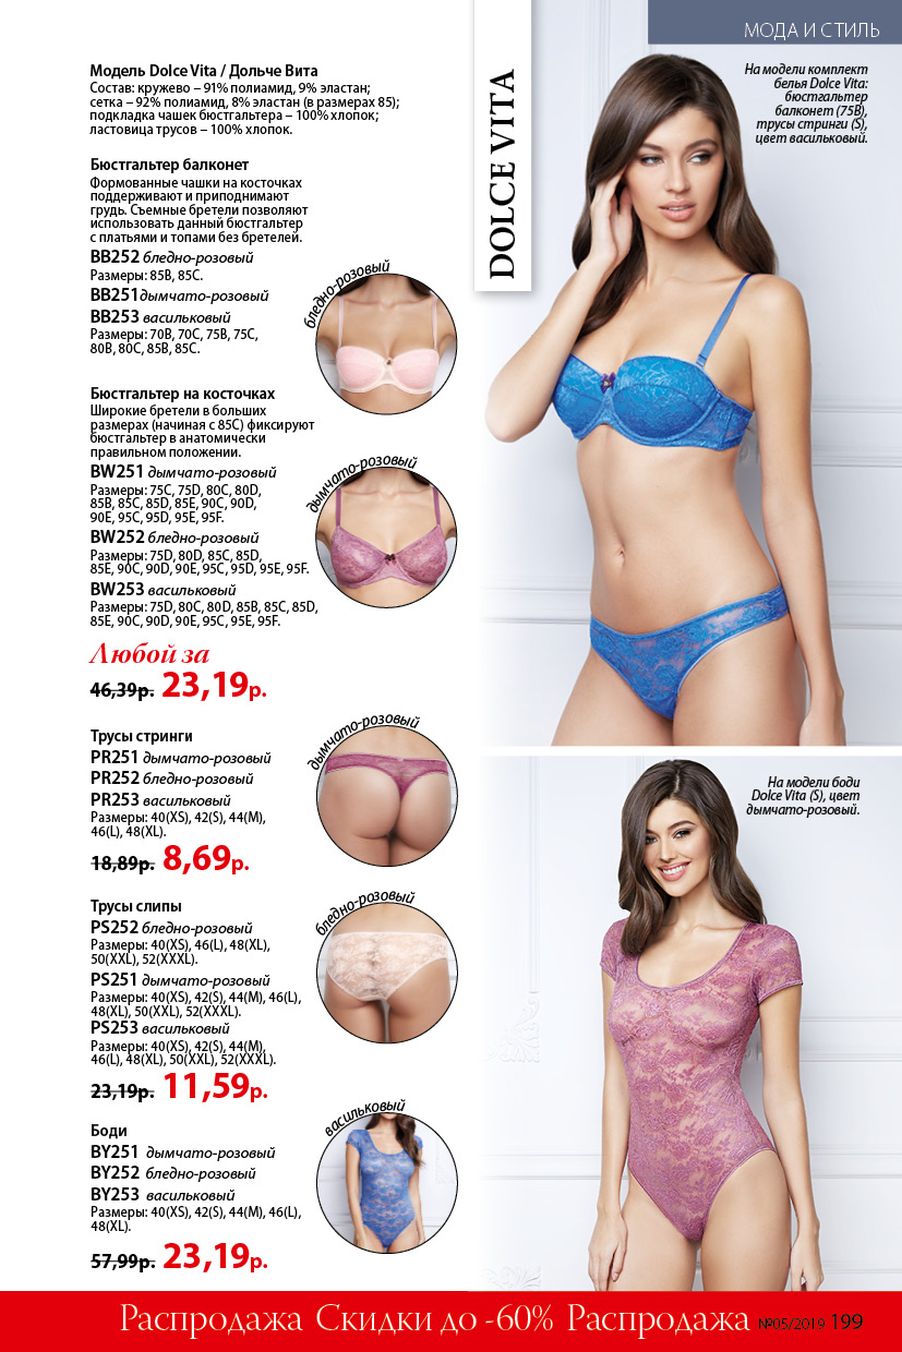 МОДА И СТИЛЬ
Модель Dolce Vita / Дольче Вита
Состав: кружево – 91% полиамид, 9% эластан;
сетка – 92% полиамид, 8% эластан (в размерах 85);
подкладка чашек бюстгальтера – 100% хлопок;
ластовица трусов – 100% хлопок.
Бюстгальтер балконет
Формованные чашки на косточках
поддерживают и приподнимают
грудь. Съемные бретели позволяют
использовать данный бюстгальтер
с платьями и топами без бретелей.
BB252 бледно-розовый
Размеры: 85B, 85C.
BB251 дымчато-розовый
BB253 васильковый
Размеры: 70B, 70C, 75B, 75C,
80B, 80C, 85B, 85C.
бледно-розовый
Бюстгальтер на косточках
Широкие бретели в больших
размерах (начиная с 85C) фиксируют
бюстгальтер в анатомически
правильном положении.
BW251 дымчато-розовый
Размеры: 75C, 75D, 80C, 80D,
85B, 85C, 85D, 85E, 90C, 90D,
90E, 95C, 95D, 95E, 95F.
BW252 бледно-розовый
Размеры: 75D, 80D, 85C, 85D,
85E, 90C, 90D, 90E, 95C, 95D, 95E, 95F.
BW253 васильковый
Размеры: 75D, 80C, 80D, 85B, 85C, 85D,
85E, 90C, 90D, 90E, 95C, 95E, 95F.
дымчато-розовый
Любой за
46,39р. 23,19р.
Трусы стринги
PR251 дымчато-розовый
PR252 бледно-розовый
PR253 васильковый
Размеры: 40(XS), 42(S), 44(M),
46(L), 48(XL).
18,89р. 8,69р.
дымчато-розовый
Трусы слипы
PS252 бледно-розовый
Размеры: 40(XS), 46(L), 48(XL),
50(XXL), 52(XXXL).
PS251 дымчато-розовый
Размеры: 40(XS), 42(S), 44(M), 46(L),
48(XL), 50(XXL), 52(XXXL).
PS253 васильковый
Размеры: 40(XS), 42(S), 44(M),
46(L), 48(XL), 50(XXL), 52(XXXL).
23,19р. 11,59р.
бледно-розовый
Боди
BY251 дымчато-розовый
BY252 бледно-розовый
BY253 васильковый
Размеры: 40(XS), 42(S), 44(M), 46(L),
48(XL).
57,99р. 23,19р.
васильковый
DOLCE VITA
На модели комплект
белья Dolce Vita:
бюстгальтер
балконет (75B),
трусы стринги (S),
цвет васильковый.
На модели боди
Dolce Vita (S), цвет
дымчато-розовый.
Распродажа Скидки до -60% Распродажа №05/2019 199